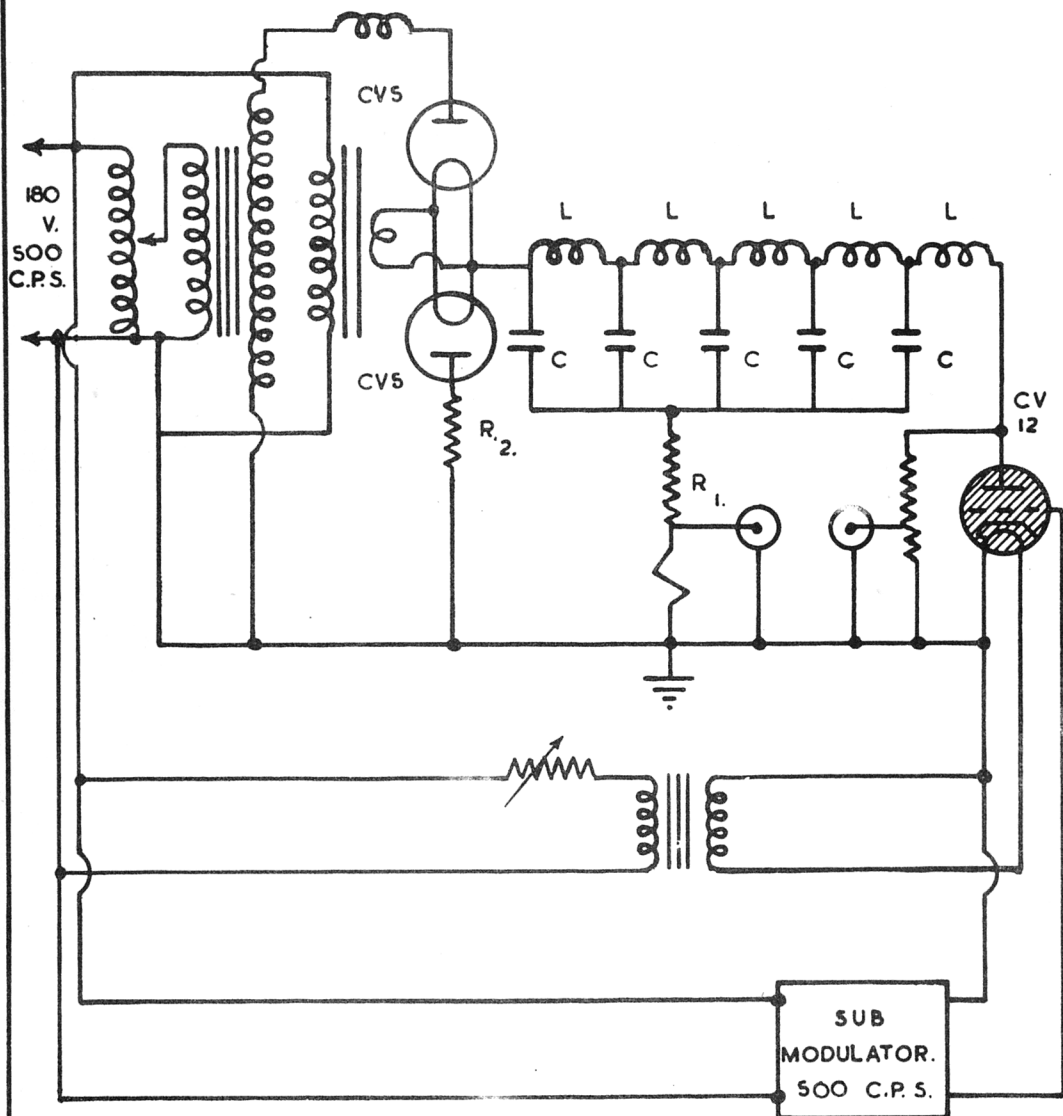 CV5
180
V.
500
C.P.S.
L L L L L
C C C C C
CV5
R.2.
CV
12
R1.
SUB
MODULATOR.
500 C.P.S.